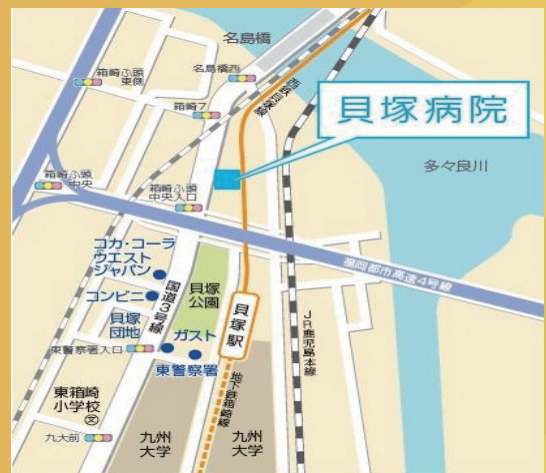 名島橋
箱崎ふ頭
東側
名島橋西
西鉄貝塚線
箱崎7
貝塚病院
多々良川
箱崎ふ頭
中央
箱崎ふ頭
中央入口
コカ・コーラ
ウエスト
ジャパン
国道3号線
貝塚
公園
福岡都市高速4号線
コンビニ
貝塚
団地
ガスト
貝塚駅
JR鹿児島本線
東警察署入口
東警察署
地下鉄箱崎線
東箱崎
小学校
文
九大前
九州
大学
九州
大学